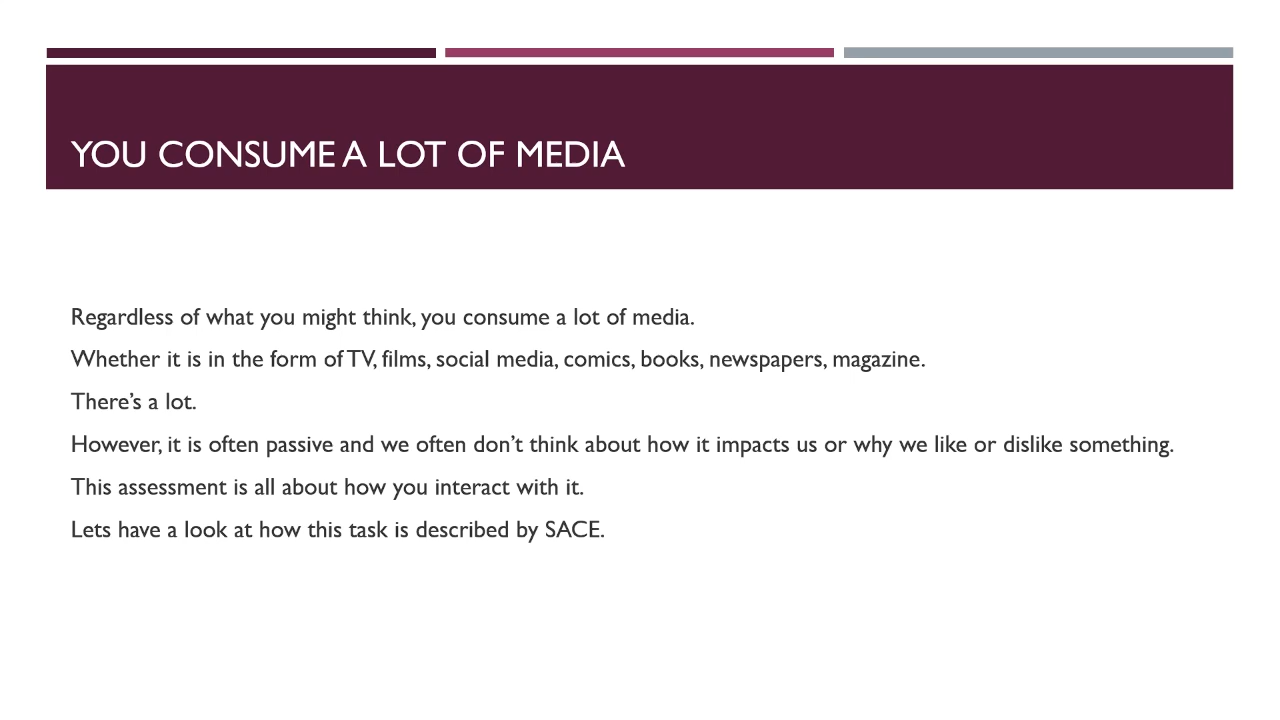 YOU CONSUME A LOT OF MEDIA
Regardless of what you might think, you consume a lot of media.
Whether it is in the form of TV, films, social media, comics, books, newspapers, magazine.
There’s a lot.
However, it is often passive and we often don’t think about how it impacts us or why we like or dislike something.
This assessment is all about how you interact with it.
Lets have a look at how this task is described by SACE.